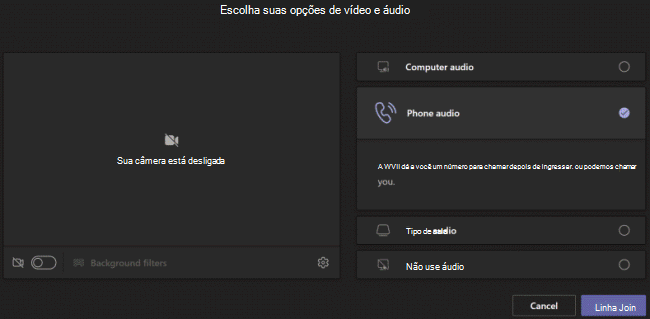 Escolha suas opções de vídeo e áudio
Sua câmera está desligada
Background filters
Computer audio
Phone audio
A WVII dá a você um número para chamar depois de ingressar. ou podemos chamar
you.
Tipo de audio
Não use áudio
Cancel
Linha Join